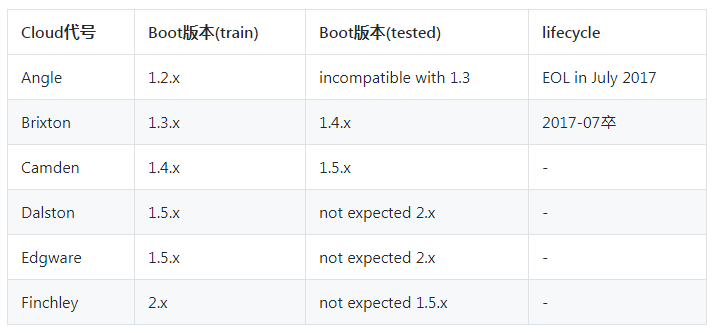 Cloud代号 Boot版本(train) Boot版本(tested) lifecycle
Angle 1.2.x incompatible with 1.3 EOL in July 2017
Brixton 1.3.x 1.4.x 2017-07卒
Camden 1.4.x 1.5.x -
Dalston 1.5.x not expected 2.x -
Edgware 1.5.x not expected 2.x -
Finchley 2.x not expected 1.5.x -